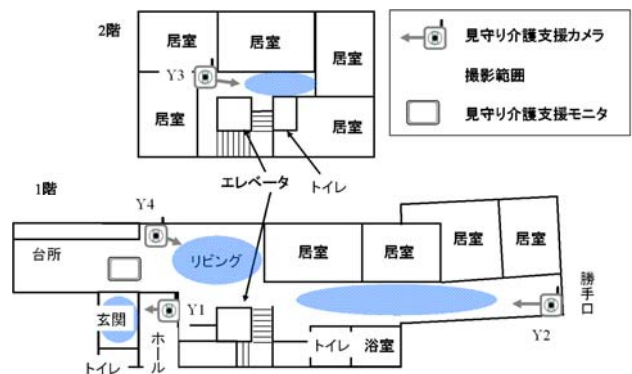 2階
居室
居室
居室
Y3
居室
居室
エレベータ
トイレ
見守り介護支援カメラ
撮影範囲
見守り介護支援モニタ
1階
Y4
台所
リビング
居室
居室
居室
居室
玄関
Y1
ホール
トイレ
トイレ
浴室
Y2
勝手口